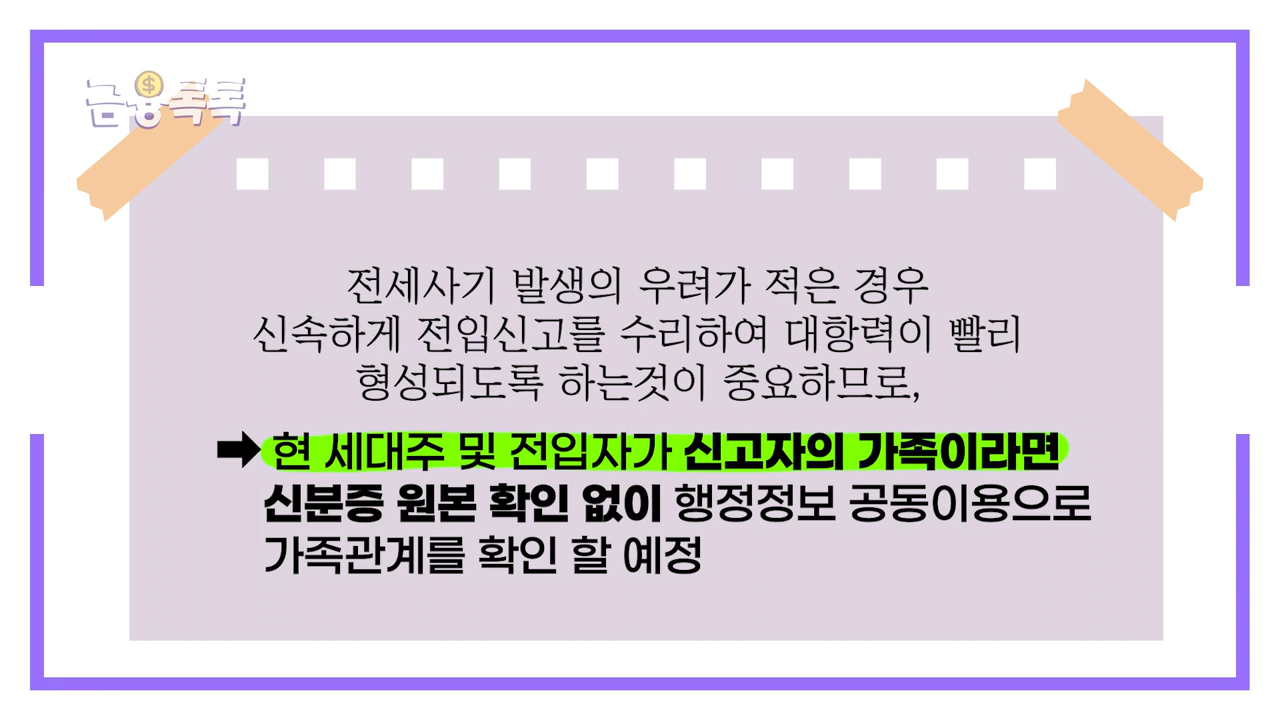 금융톡톡
전세사기 발생의 우려가 적은 경우
신속하게 전입신고를 수리하여 대항력이 빨리
형성되도록 하는것이 중요하므로,
➡현 세대주 및 전입자가 신고자의 가족이라면
신분증 원본 확인 없이 행정정보 공동이용으로
가족관계를 확인 할 예정